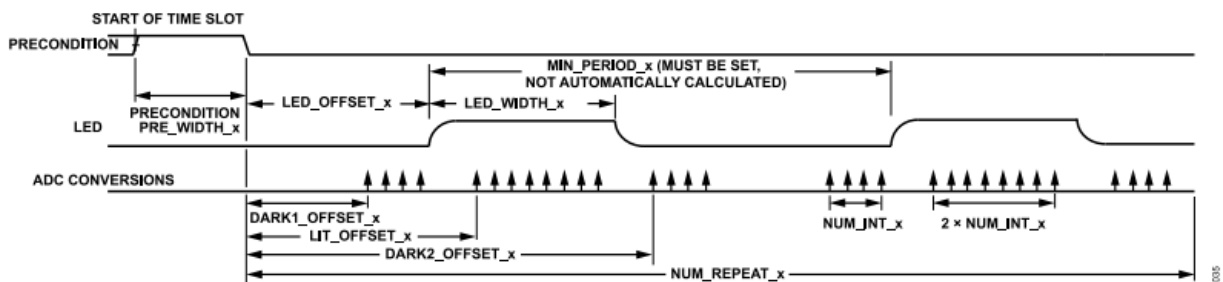 START OF TIME SLOT
PRECONDITION
MIN_PERIOD_x (MUST BE SET,
NOT AUTOMATICALLY CALCULATED)
LED_OFFSET_x
LED_WIDTH_x
PRECONDITION
PRE_WIDTH_x
LED
ADC CONVERSIONS
DARK1_OFFSET_x
NUM_INT_x
2 × NUM_INT_x
LIT_OFFSET_x
DARK2_OFFSET_x
NUM_REPEAT_x
035